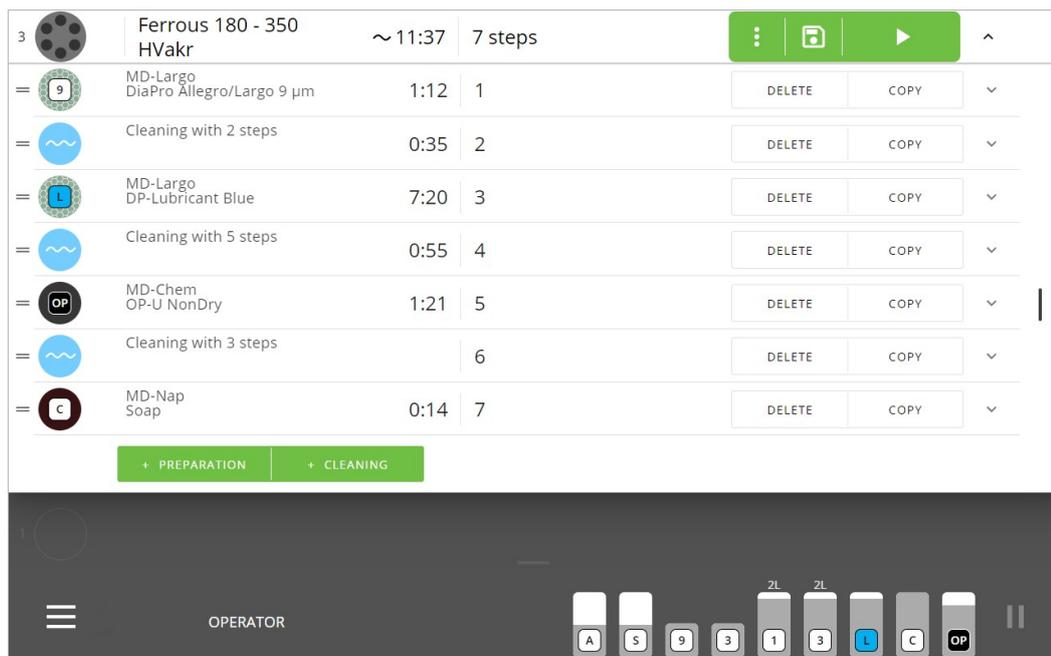 3 Ferrous 180 - 350 HVakr ~ 11:37 7 steps
9 MD-Largo
DiaPro Allegro/Largo 9 µm 1:12 1 DELETE COPY
Cleaning with 2 steps 0:35 2 DELETE COPY
L MD-Largo
DP-Lubricant Blue 7:20 3 DELETE COPY
Cleaning with 5 steps 0:55 4 DELETE COPY
OP MD-Chem
OP-U NonDry 1:21 5 DELETE COPY
Cleaning with 3 steps 6 DELETE COPY
C MD-Nap
Soap 0:14 7 DELETE COPY
+ PREPARATION + CLEANING
1
2L 2L
OPERATOR A S 9 3 1 3 L C OP